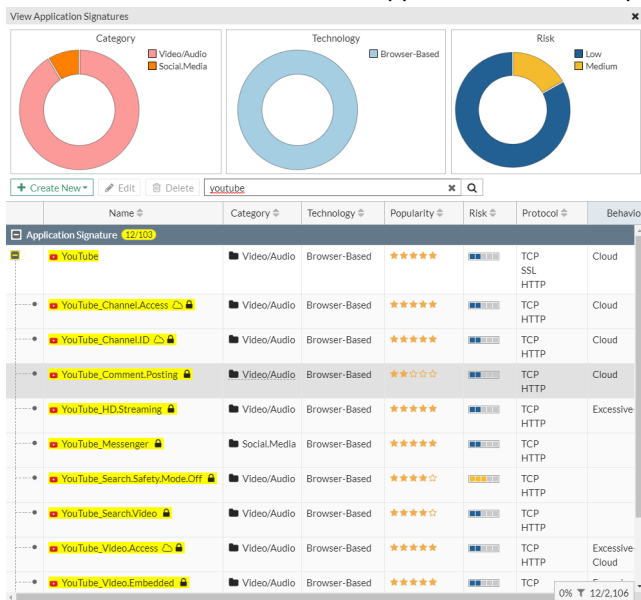 View Application Signatures
Category
Video/Audio
Social.Media
Technology
Browser-Based
Risk
Low
Medium
Create New
Edit
Delete
youtube
Name Category Technology Popularity Risk Protocol Behavio
Application Signature 12/103
YouTube Video/Audio Browser-Based TCP Cloud
SSL
HTTP
YouTube_Channel.Access Video/Audio Browser-Based TCP Cloud
HTTP
YouTube_Channel.ID Video/Audio Browser-Based TCP Cloud
HTTP
YouTube_Comment.Posting Video/Audio Browser-Based TCP Cloud
HTTP
YouTube_HD.Streaming Video/Audio Browser-Based TCP Excessive-
HTTP
YouTube_Messenger Social.Media Browser-Based TCP
HTTP
YouTube_Search.Safety.Mode.Off Video/Audio Browser-Based TCP
HTTP
YouTube_Search.Video Video/Audio Browser-Based TCP
HTTP
YouTube_Video.Access Video/Audio Browser-Based TCP Excessive-
HTTP Cloud
YouTube_Video.Embedded Video/Audio Browser-Based TCP
0% 12/2,106